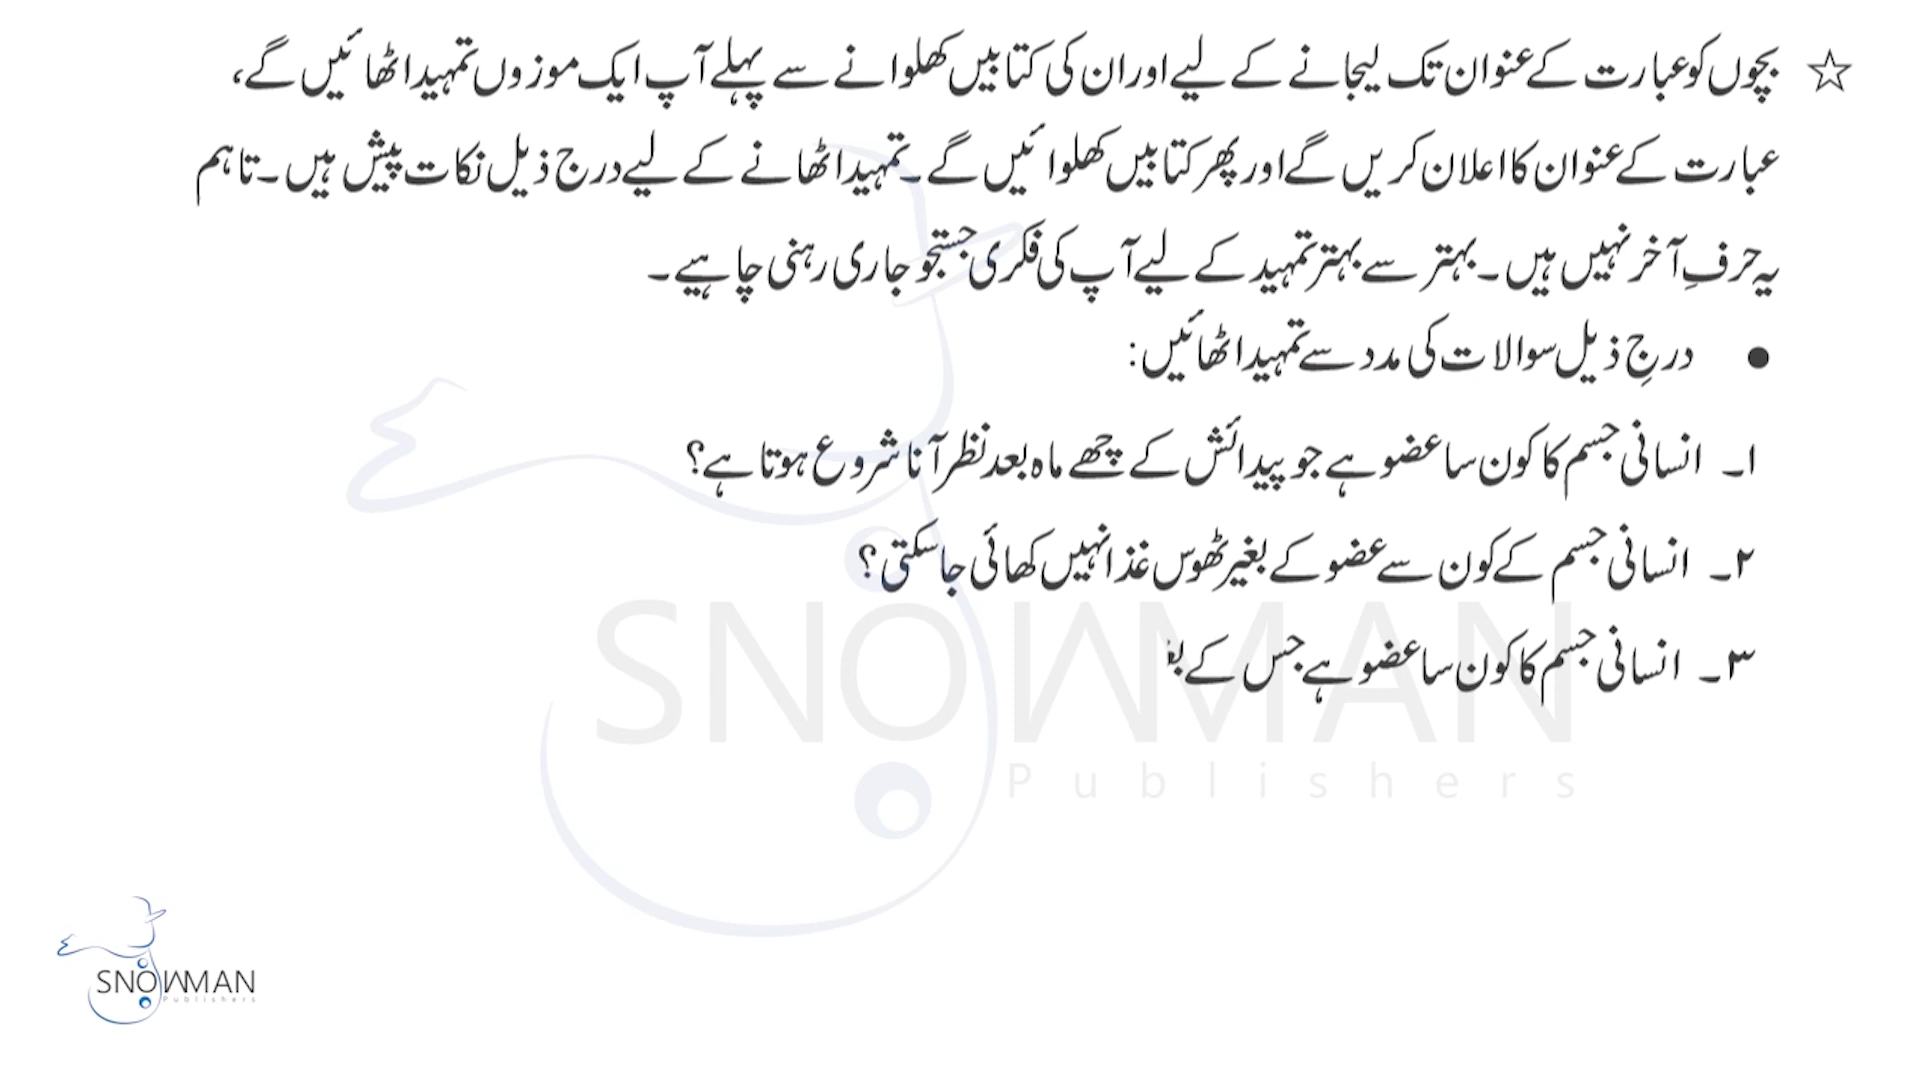 ☆ بچوں کو عبارت کے عنوان تک لیجانے کے لیے اور ان کی کتابیں کھلوانے سے پہلے آپ ایک موزوں تمہید اٹھائیں گے،
عبارت کے عنوان کا اعلان کریں گے اور پھر کتابیں کھلوائیں گے۔ تمہید اٹھانے کے لیے درج ذیل نکات پیش ہیں۔ تاہم
یہ حرفِ آخر نہیں ہیں۔ بہتر سے بہتر تمہید کے لیے آپ کی فکری جستجو جاری رہنی چاہیے۔
● درجِ ذیل سوالات کی مدد سے تمہید اٹھائیں:
۱۔ انسانی جسم کا کون سا عضو ہے جو پیدائش کے چھے ماہ بعد نظر آنا شروع ہوتا ہے؟
۲۔ انسانی جسم کے کون سے عضو کے بغیر ٹھوس غذا نہیں کھائی جا سکتی؟
۳۔ انسانی جسم کا کون سا عضو ہے جس کے
SNOWMAN
Publishers
SNOWMAN
Publishers